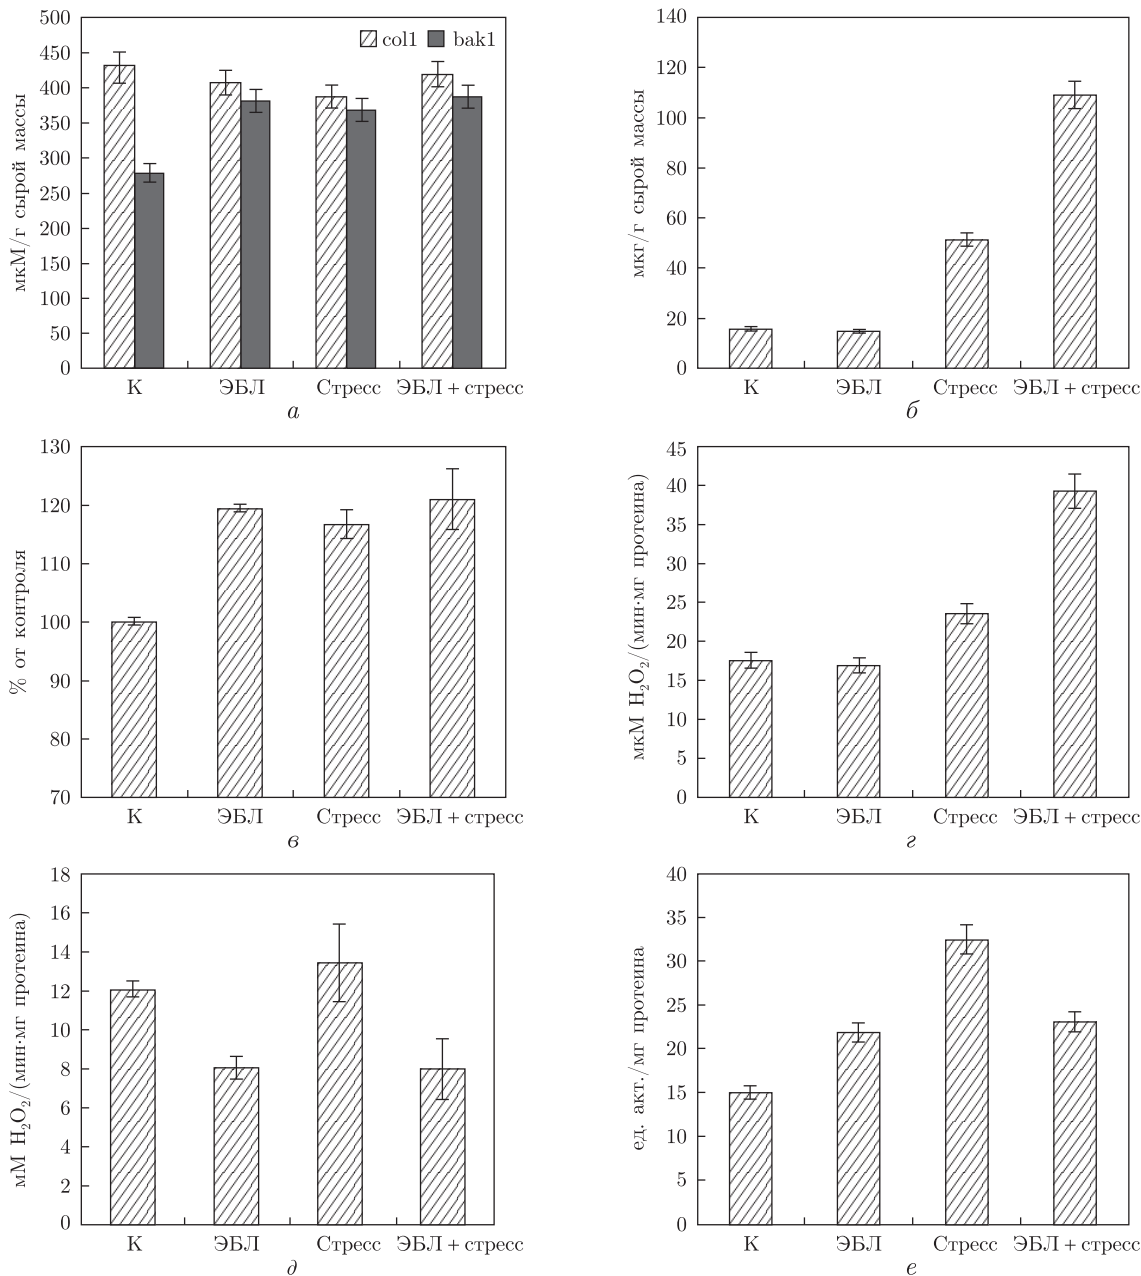 500
450
400
350
300
250
200
150
100
50
0
мкМ/г сырой массы
col1 bak1
К ЭБЛ Стресс ЭБЛ + стресс
а
140
120
100
80
60
40
20
0
мкг/г сырой массы
К ЭБЛ Стресс ЭБЛ + стресс
б
130
120
110
100
90
80
70
% от контроля
К ЭБЛ Стресс ЭБЛ + стресс
в
45
40
35
30
25
20
15
10
5
0
мкМ H₂O₂/(мин·мг протеина)
К ЭБЛ Стресс ЭБЛ + стресс
г
18
16
14
12
10
8
6
4
2
0
мМ H₂O₂/(мин·мг протеина)
К ЭБЛ Стресс ЭБЛ + стресс
д
40
35
30
25
20
15
10
5
0
ед. акт./мг протеина
К ЭБЛ Стресс ЭБЛ + стресс
е